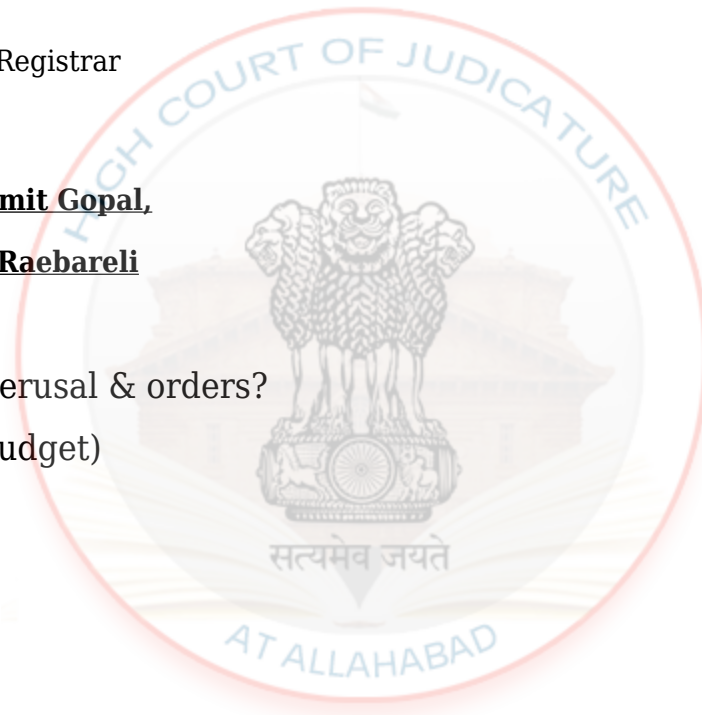 Registrar
HIGH COURT OF JUDICATURE
mit Gopal,
Raebareli
erusal & orders?
udget)
सत्यमेव जयते
AT ALLAHABAD